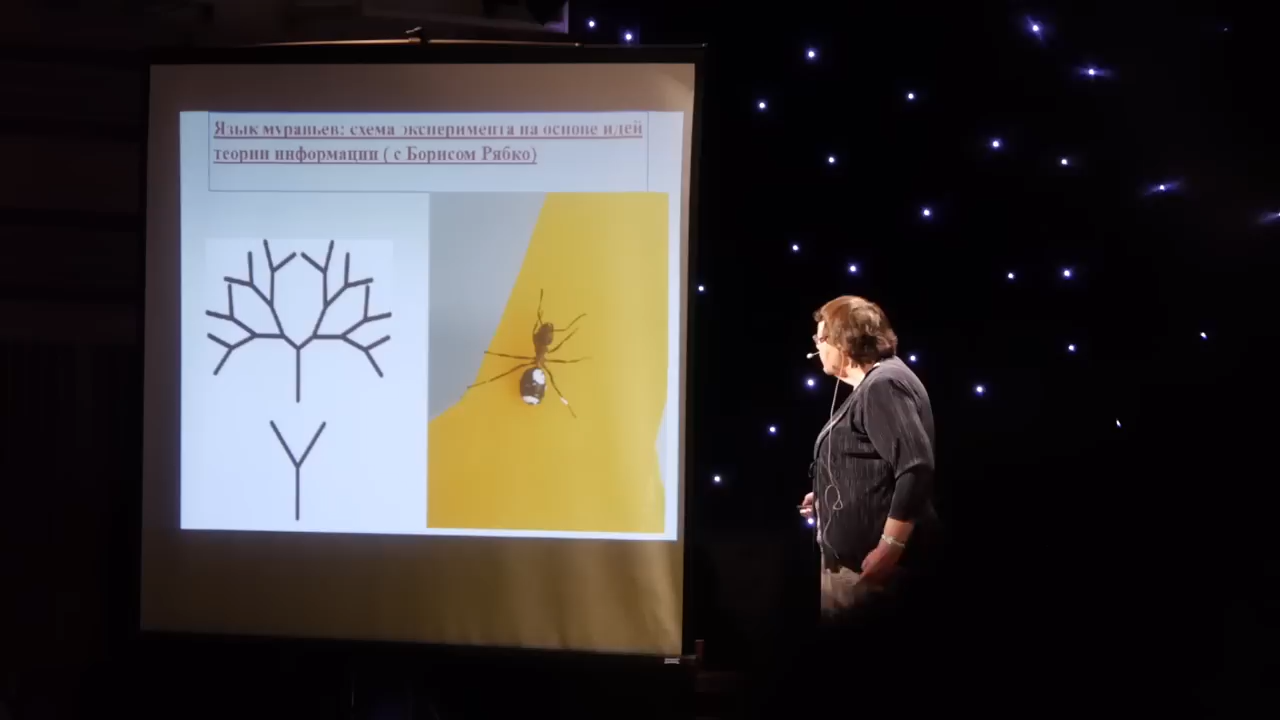 Язык муравьев: схема эксперимента на основе идей
теории информации ( с Борисом Рябко)